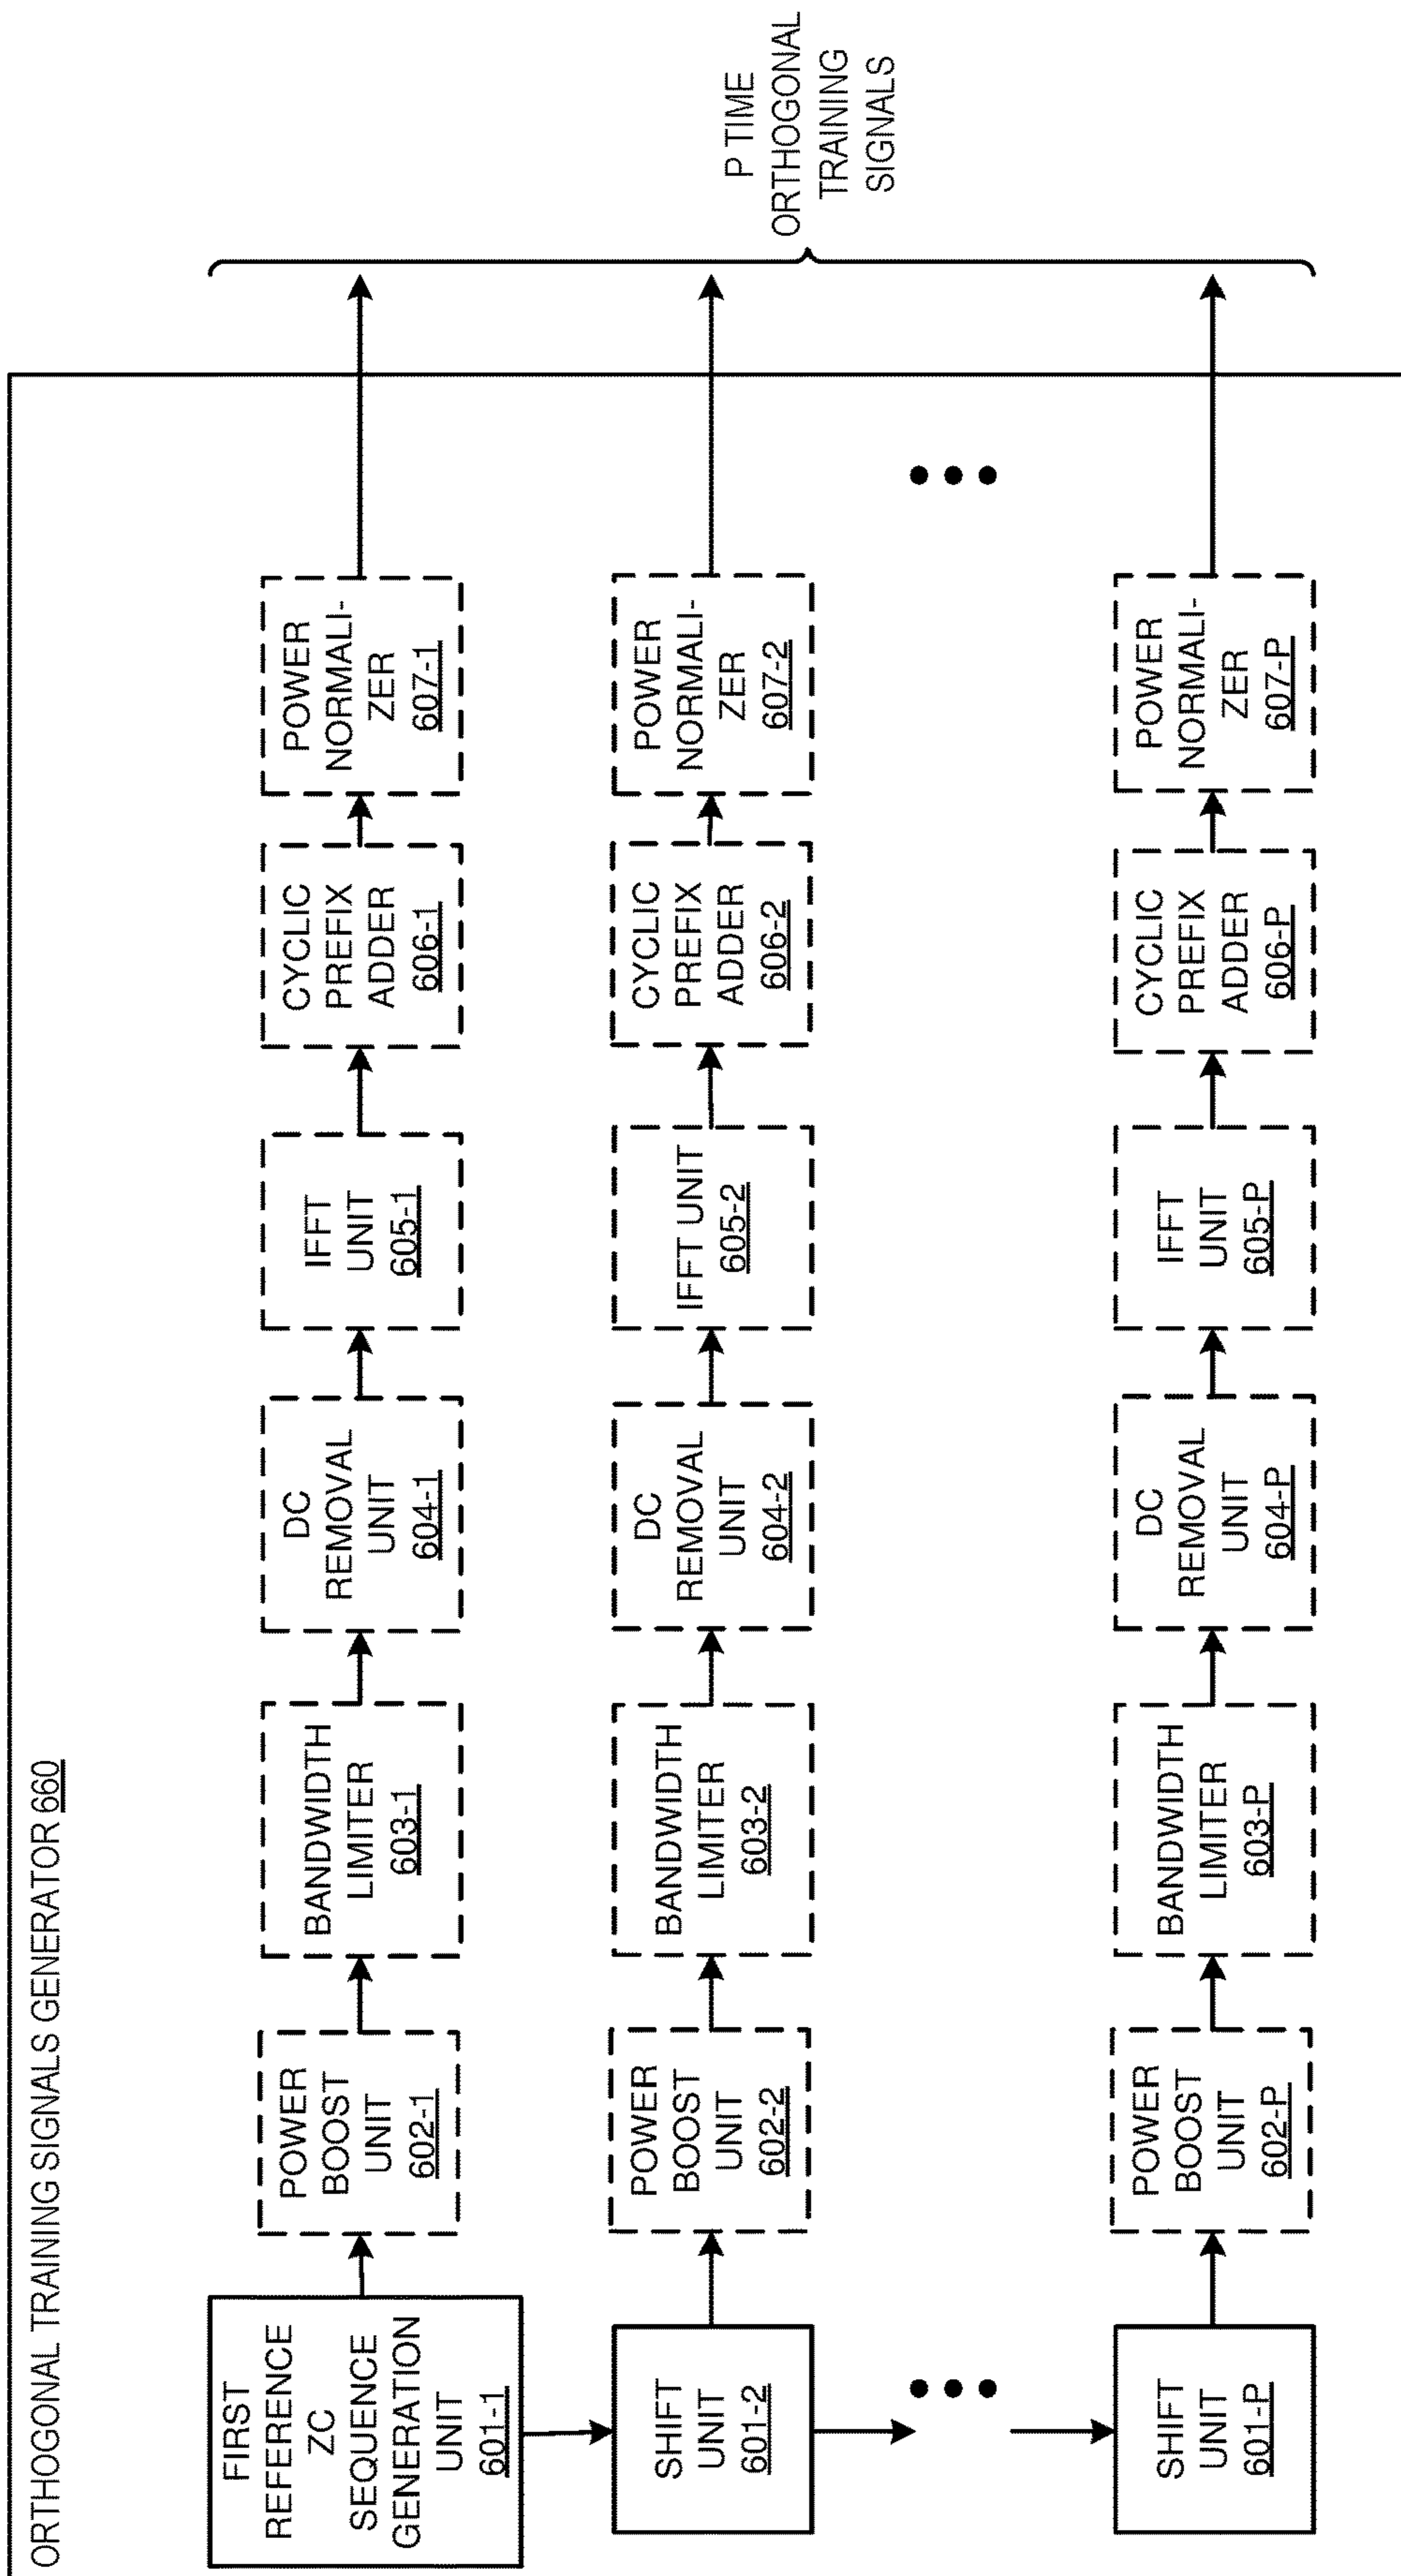 ORTHOGONAL TRAINING SIGNALS GENERATOR 660
FIRST
REFERENCE
ZC
SEQUENCE
GENERATION
UNIT
601-1
POWER
BOOST
UNIT
602-1
BANDWIDTH
LIMITER
603-1
DC
REMOVAL
UNIT
604-1
IFFT
UNIT
605-1
CYCLIC
PREFIX
ADDER
606-1
POWER
NORMALI-
ZER
607-1
SHIFT
UNIT
601-2
POWER
BOOST
UNIT
602-2
BANDWIDTH
LIMITER
603-2
DC
REMOVAL
UNIT
604-2
IFFT UNIT
605-2
CYCLIC
PREFIX
ADDER
606-2
POWER
NORMALI-
ZER
607-2
SHIFT
UNIT
601-P
POWER
BOOST
UNIT
602-P
BANDWIDTH
LIMITER
603-P
DC
REMOVAL
UNIT
604-P
IFFT
UNIT
605-P
CYCLIC
PREFIX
ADDER
606-P
POWER
NORMALI-
ZER
607-P
P TIME
ORTHOGONAL
TRAINING
SIGNALS